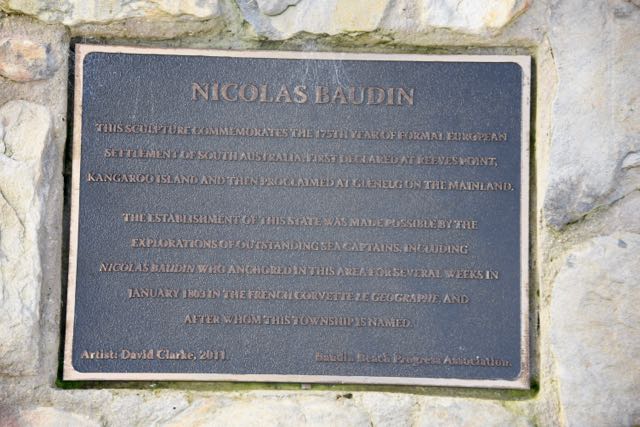 NICOLAS BAUDIN
THIS SCULPTURE COMMEMORATES THE 175TH YEAR OF FORMAL EUROPEAN
SETTLEMENT OF SOUTH AUSTRALIA, FIRST DECLARED AT REEVES POINT,
KANGAROO ISLAND AND THEN PROCLAIMED AT GLENELG ON THE MAINLAND.
THE ESTABLISHMENT OF THIS STATE WAS MADE POSSIBLE BY THE
EXPLORATIONS OF OUTSTANDING SEA CAPTAINS, INCLUDING
NICOLAS BAUDIN WHO ANCHORED IN THIS AREA FOR SEVERAL WEEKS IN
JANUARY 1803 IN THE FRENCH CORVETTE LE GEOGRAPHE, AND
AFTER WHOM THIS TOWNSHIP IS NAMED.
Artist: David Clarke, 2011.
Baudin Beach Progress Association.